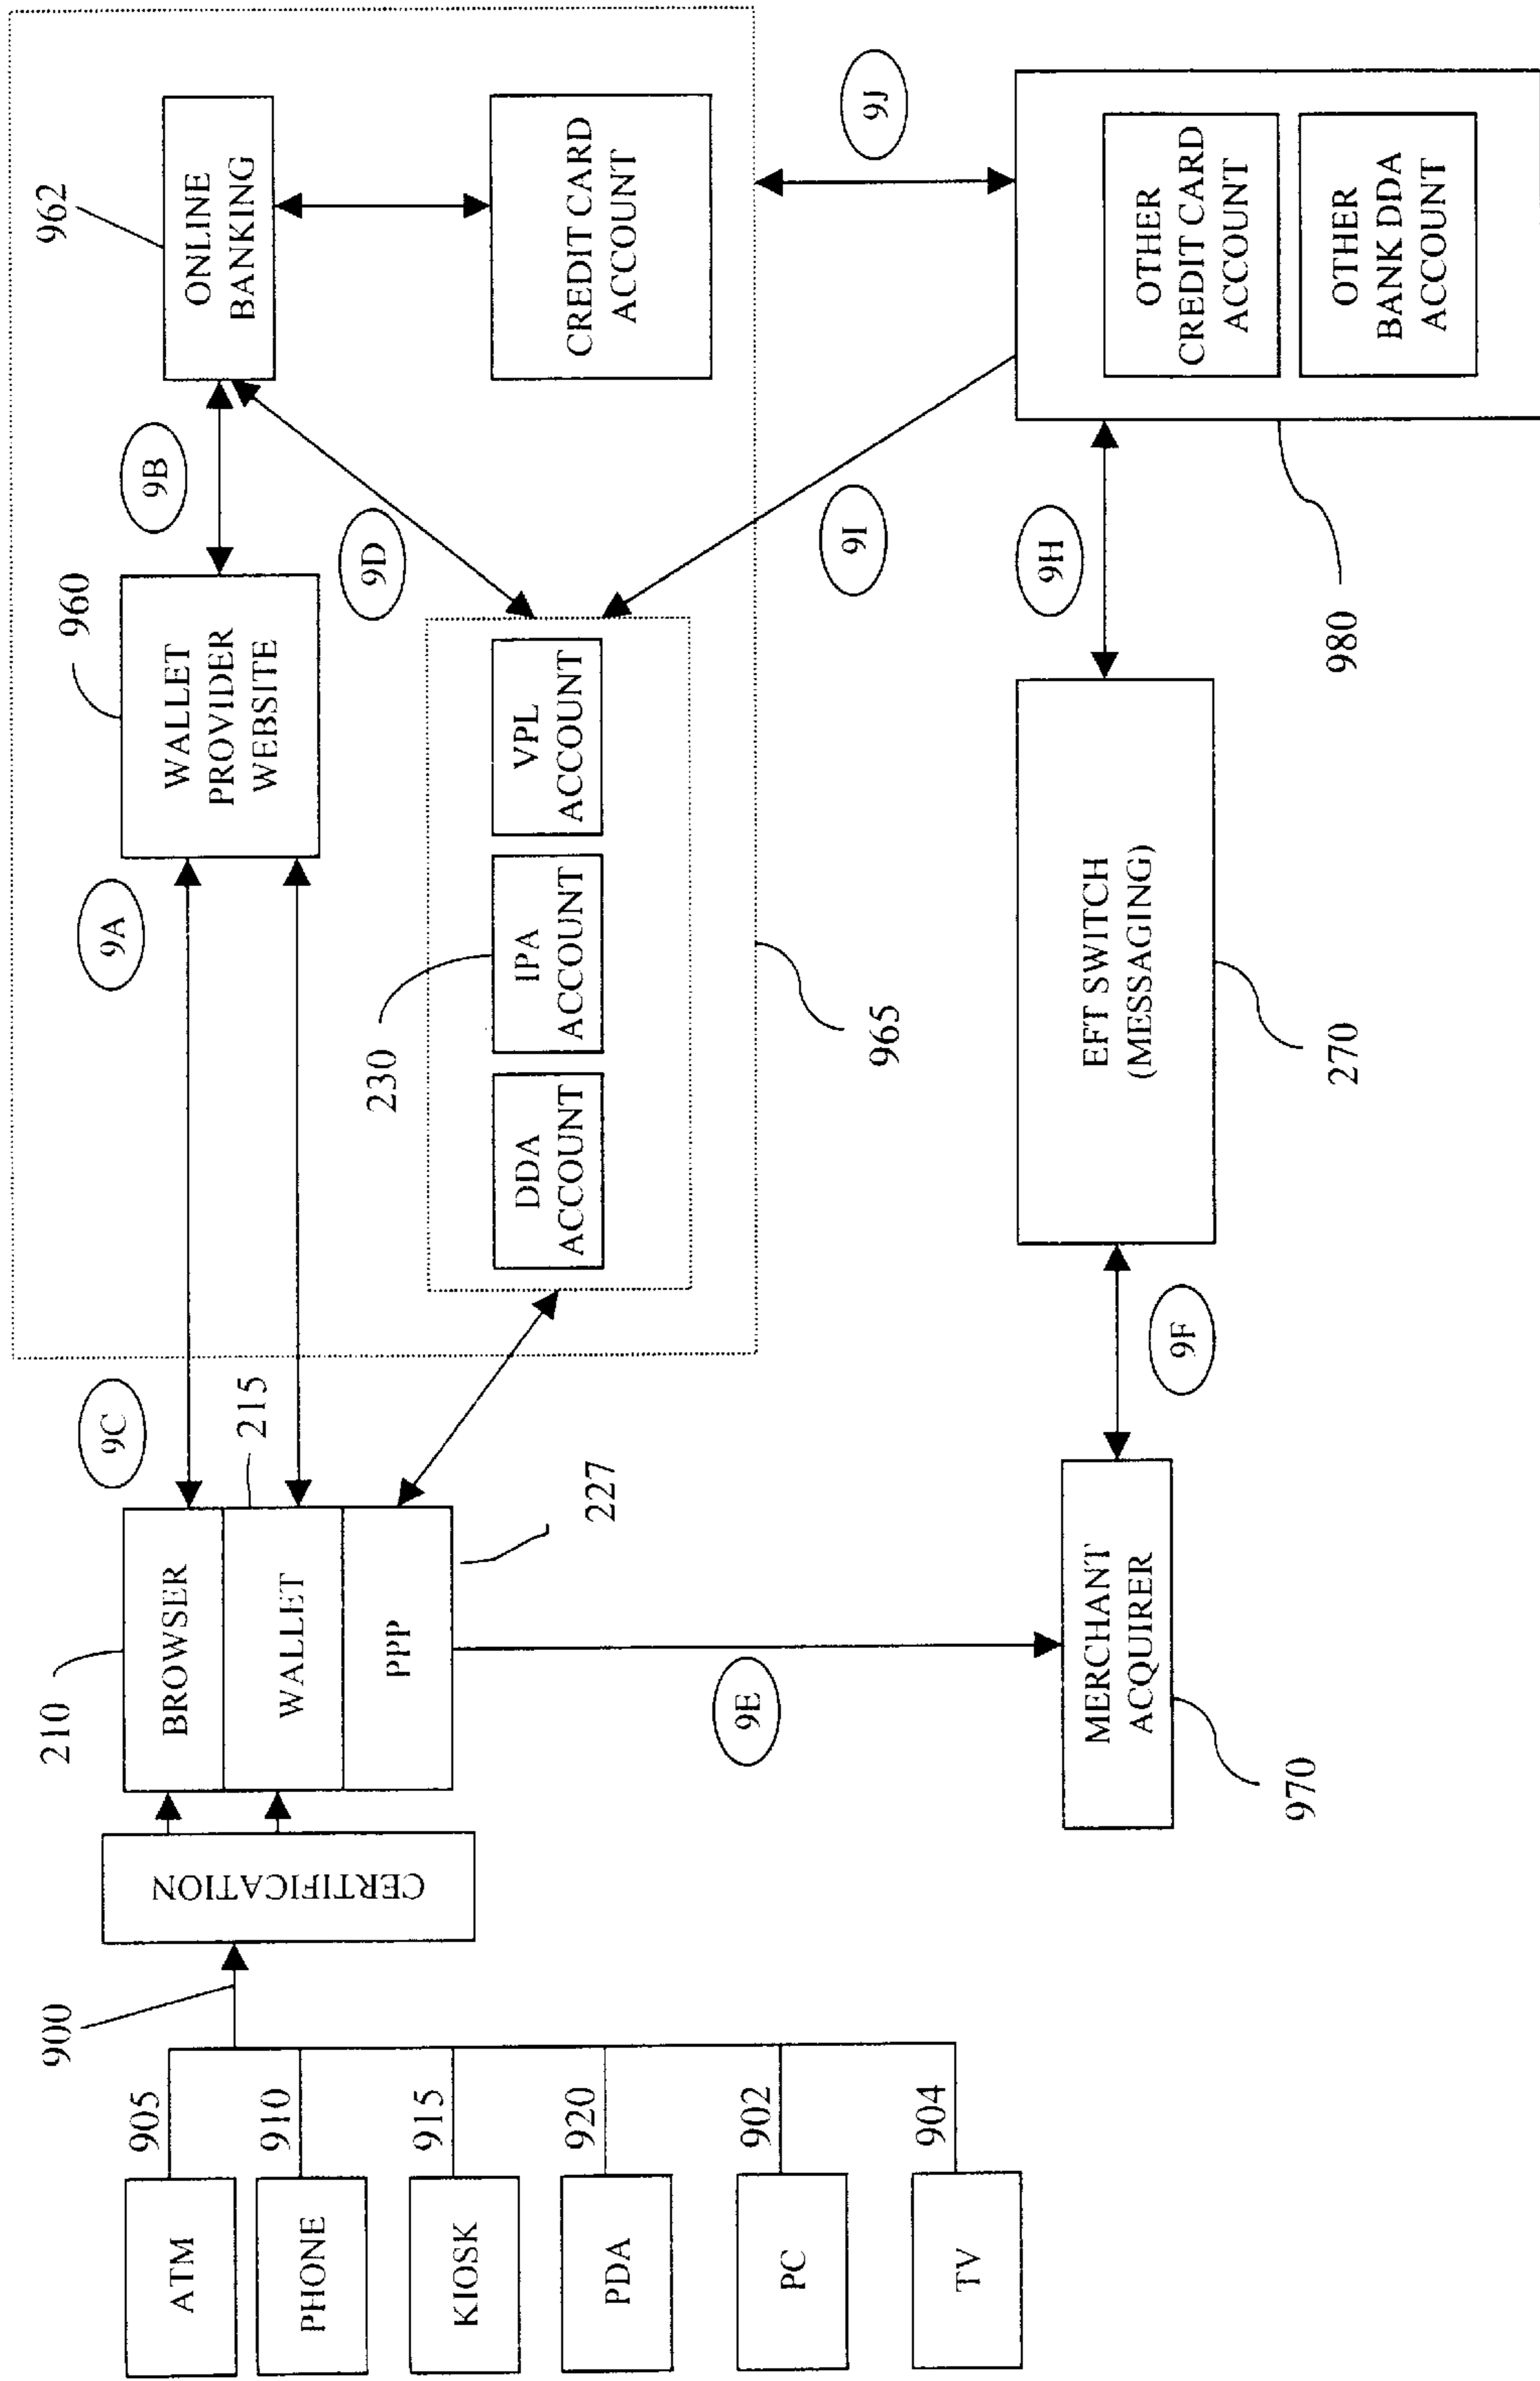 ATM
905
PHONE
910
KIOSK
915
PDA
920
PC
902
TV
904
900
CERTIFICATION
210
BROWSER
215
WALLET
PPP
227
9C
9A
960
WALLET
PROVIDER
WEBSITE
9B
962
ONLINE
BANKING
9D
230
DDA
ACCOUNT
IPA
ACCOUNT
VPL
ACCOUNT
CREDIT CARD
ACCOUNT
965
9E
9I
9J
MERCHANT
ACQUIRER
970
9F
EFT SWITCH
(MESSAGING)
270
9H
980
OTHER
CREDIT CARD
ACCOUNT
OTHER
BANK DDA
ACCOUNT